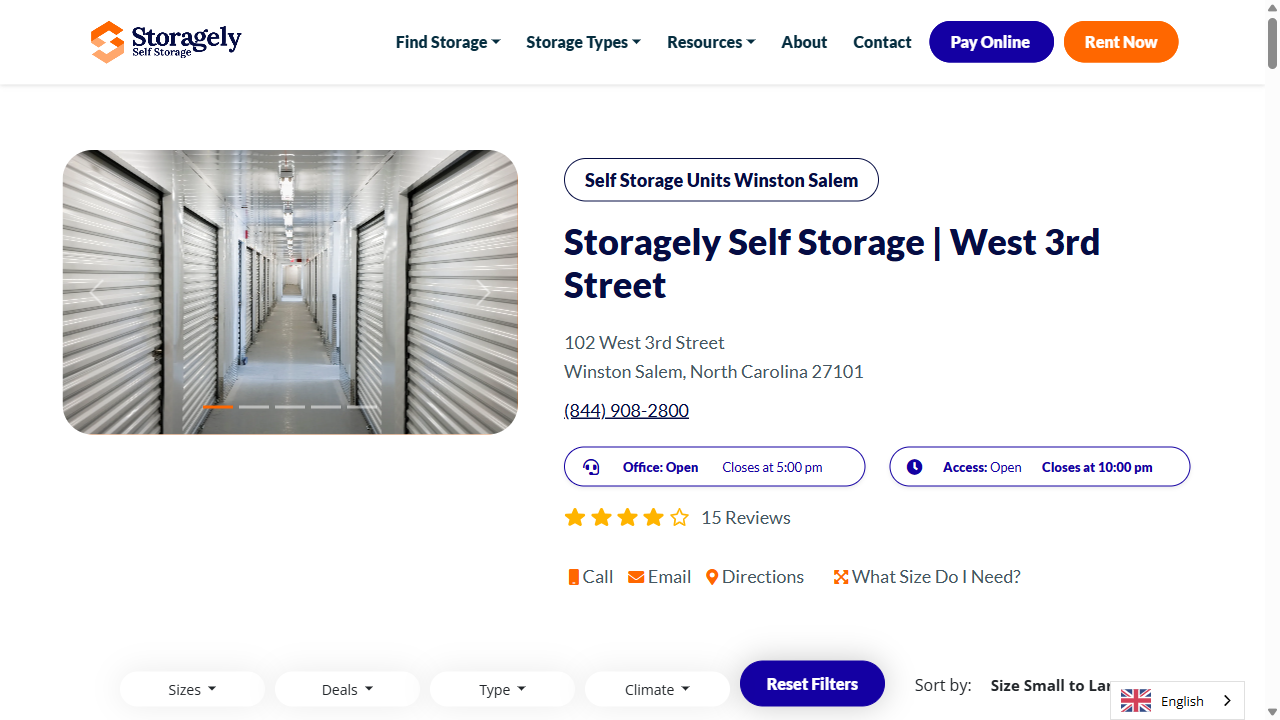 Storagely
Self Storage
Find Storage
Storage Types
Resources
About
Contact
Pay Online
Rent Now
Self Storage Units Winston Salem
Storagely Self Storage | West 3rd
Street
102 West 3rd Street
Winston Salem, North Carolina 27101
(844) 908-2800
Office: Open Closes at 5:00 pm
Access: Open Closes at 10:00 pm
15 Reviews
Call
Email
Directions
What Size Do I Need?
Sizes
Deals
Type
Climate
Reset Filters
Sort by: Size Small to Lar
English